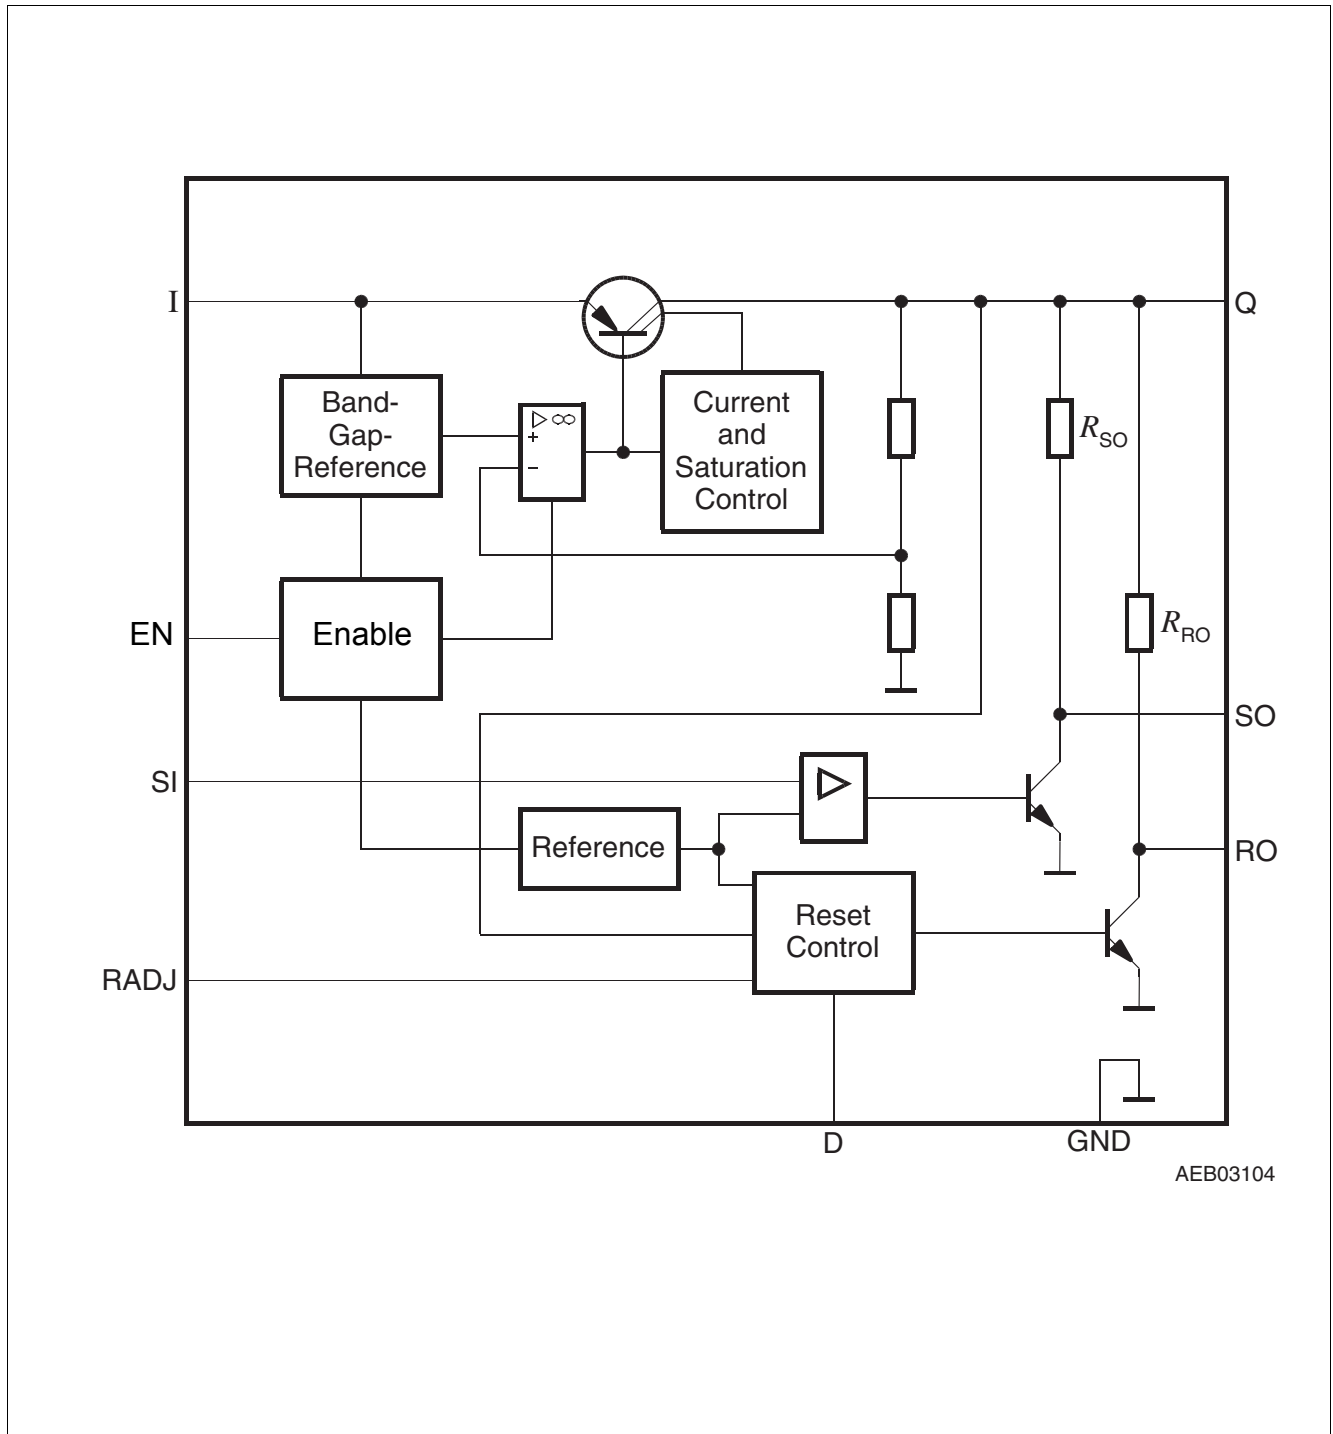 I
Q
Band-
Gap-
Reference
▷ ∞
+
−
Current
and
Saturation
Control
RSO
EN
Enable
RRO
SO
SI
▷
Reference
RO
Reset
Control
RADJ
D
GND
AEB03104